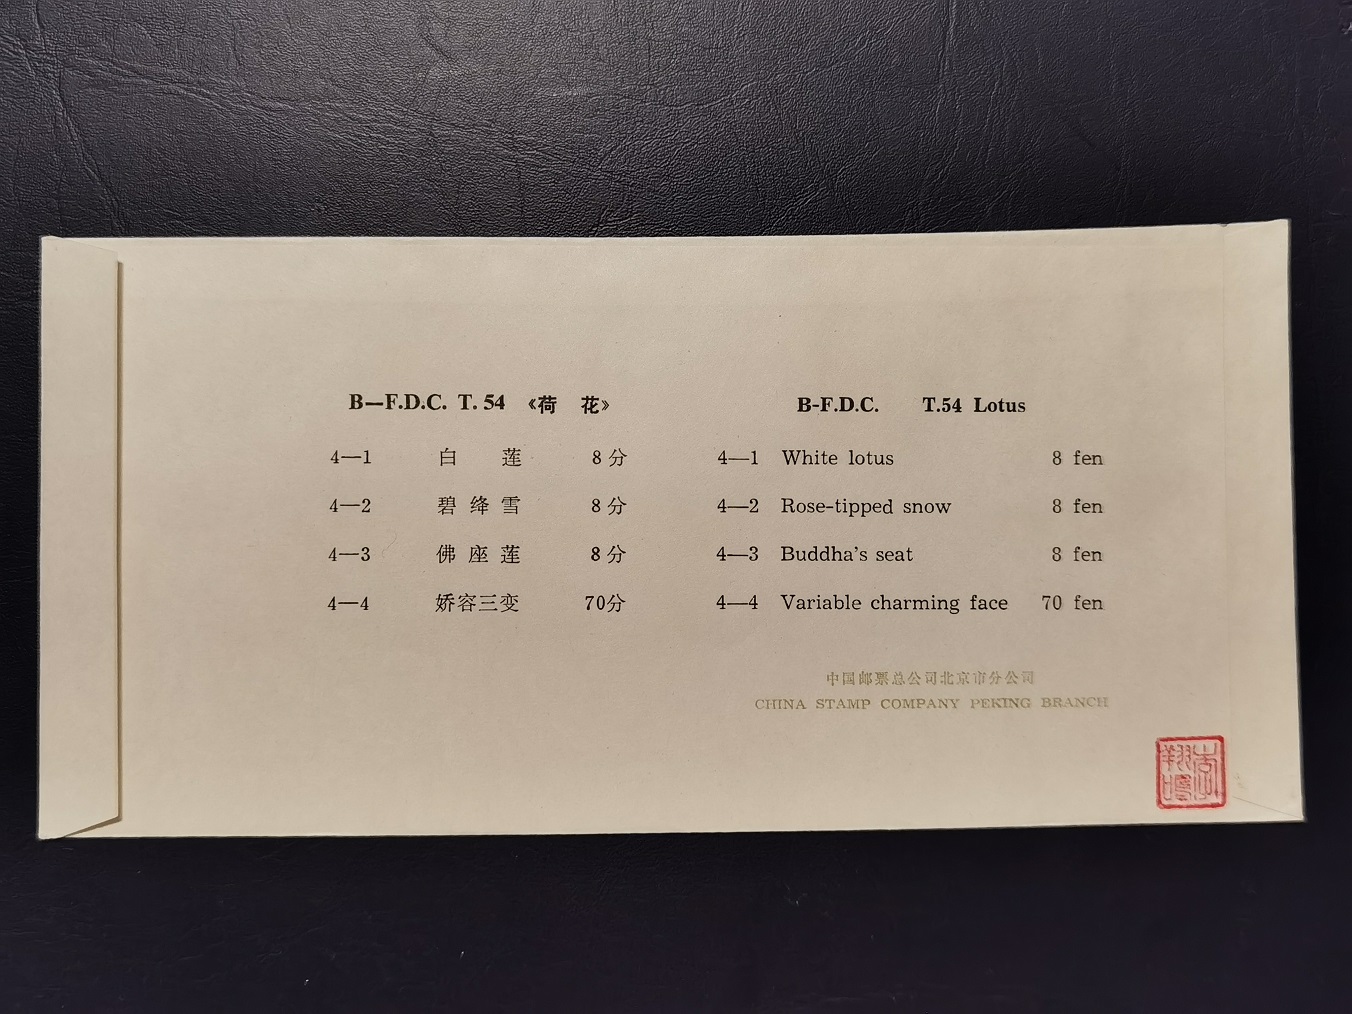 B—F.D.C. T. 54 《荷 花》
4—1 白 莲 8 分
4—2 碧 绛 雪 8 分
4—3 佛 座 莲 8 分
4—4 娇容三变 70分
B-F.D.C. T.54 Lotus
4—1 White lotus 8 fen
4—2 Rose-tipped snow 8 fen
4—3 Buddha's seat 8 fen
4—4 Variable charming face 70 fen
中国邮票总公司北京市分公司
CHINA STAMP COMPANY PEKING BRANCH